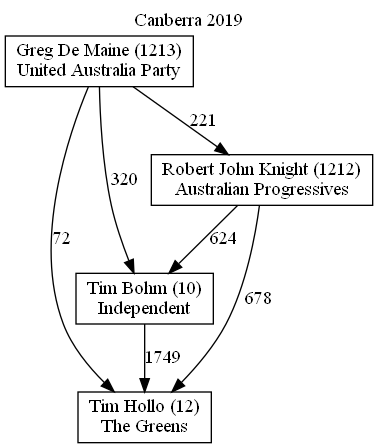 Canberra 2019
Greg De Maine (1213)
United Australia Party
221
Robert John Knight (1212)
Australian Progressives
320
72
624
678
Tim Bohm (10)
Independent
1749
Tim Hollo (12)
The Greens